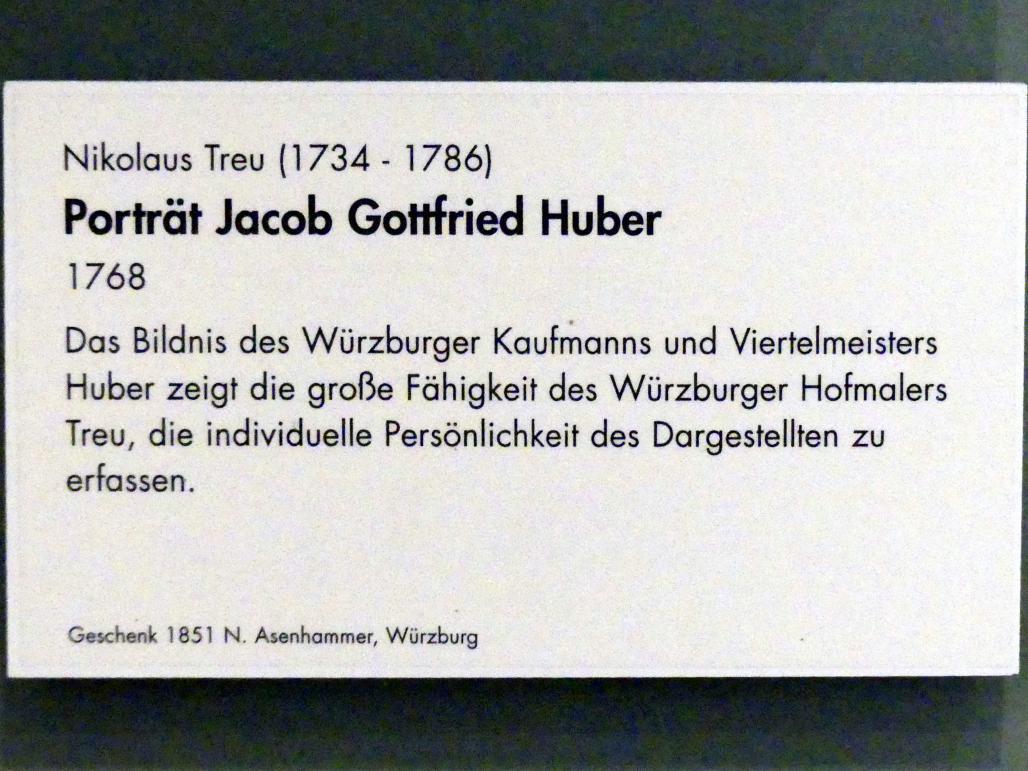 Nikolaus Treu (1734 - 1786)
Porträt Jacob Gottfried Huber
1768
Das Bildnis des Würzburger Kaufmanns und Viertelmeisters
Huber zeigt die große Fähigkeit des Würzburger Hofmalers
Treu, die individuelle Persönlichkeit des Dargestellten zu
erfassen.
Geschenk 1851 N. Asenhammer, Würzburg